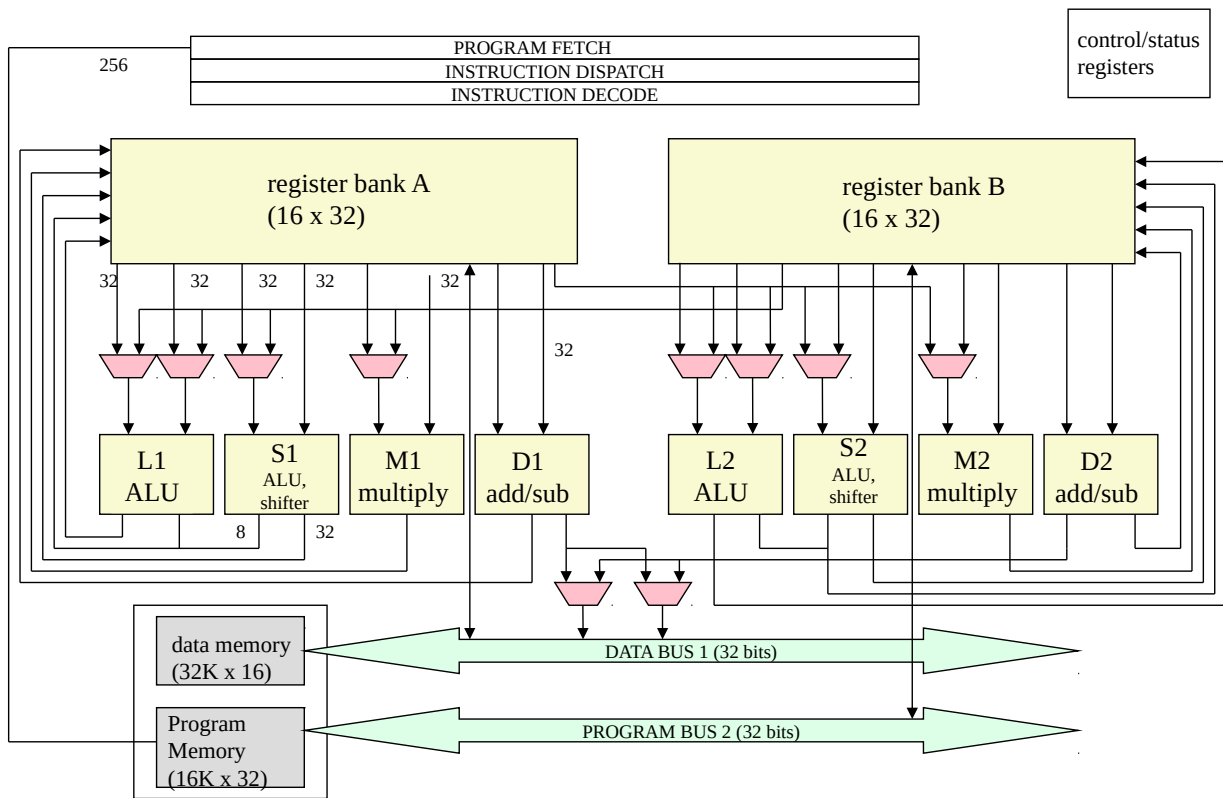 PROGRAM FETCH
control/status
registers
256
INSTRUCTION DISPATCH
INSTRUCTION DECODE
register bank A
(16 x 32)
register bank B
(16 x 32)
32
32
32
32
32
32
L1
ALU
S1
ALU,
shifter
M1
multiply
D1
add/sub
L2
ALU
S2
ALU,
shifter
M2
multiply
D2
add/sub
8
32
data memory
(32K x 16)
DATA BUS 1 (32 bits)
Program
Memory
(16K x 32)
PROGRAM BUS 2 (32 bits)